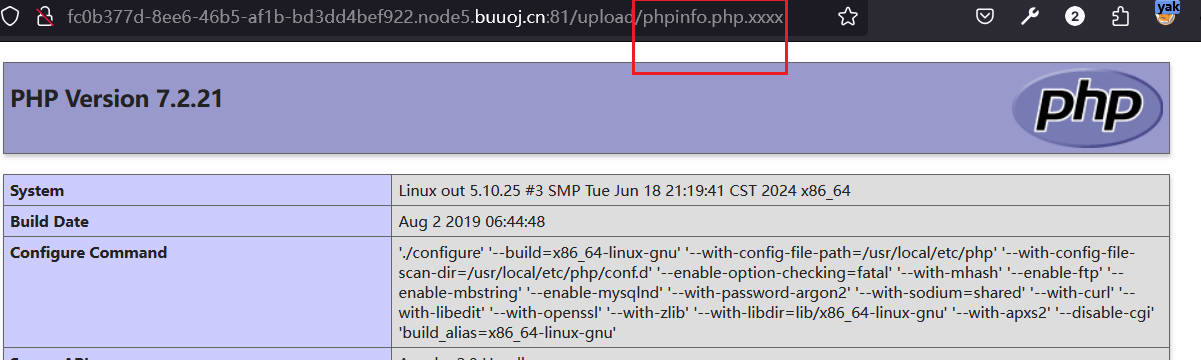 fc0b377d-8ee6-46b5-af1b-bd3dd4bef922.node5.buuoj.cn:81/upload/phpinfo.php.xxxx
2
yak
PHP Version 7.2.21
php
System
Linux out 5.10.25 #3 SMP Tue Jun 18 21:19:41 CST 2024 x86_64
Build Date
Aug 2 2019 06:44:48
Configure Command
'./configure' '--build=x86_64-linux-gnu' '--with-config-file-path=/usr/local/etc/php' '--with-config-file-
scan-dir=/usr/local/etc/php/conf.d' '--enable-option-checking=fatal' '--with-mhash' '--enable-ftp' '--
enable-mbstring' '--enable-mysqlnd' '--with-password-argon2' '--with-sodium=shared' '--with-curl' '--
with-libedit' '--with-openssl' '--with-zlib' '--with-libdir=lib/x86_64-linux-gnu' '--with-apxs2' '--disable-cgi'
'build_alias=x86_64-linux-gnu'